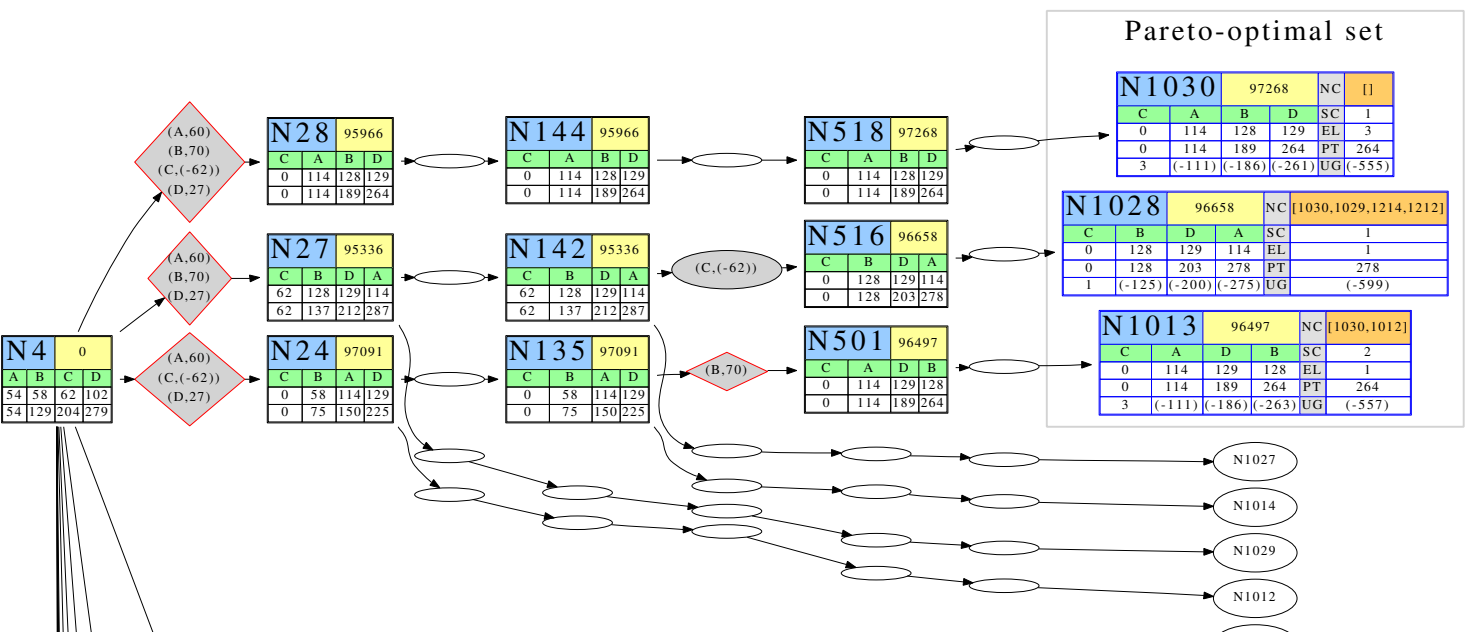 Pareto-optimal set
N1030 97268 NC []
C A B D SC 1
0 114 128 129 EL 3
0 114 189 264 PT 264
3 (-111) (-186) (-261) UG (-555)
(A,60)
(B,70)
(C,(-62))
(D,27)
N28 95966
C A B D
0 114 128 129
0 114 189 264
N144 95966
C A B D
0 114 128 129
0 114 189 264
N518 97268
C A B D
0 114 128 129
0 114 189 264
N1028 96658 NC [1030,1029,1214,1212]
C B D A SC 1
0 128 129 114 EL 1
0 128 203 278 PT 278
1 (-125) (-200) (-275) UG (-599)
(A,60)
(B,70)
(D,27)
N27 95336
C B D A
62 128 129 114
62 137 212 287
N142 95336
C B D A
62 128 129 114
62 137 212 287
(C,(-62))
N516 96658
C B D A
0 128 129 114
0 128 203 278
N1013 96497 NC [1030,1012]
C A D B SC 2
0 114 129 128 EL 1
0 114 189 264 PT 264
3 (-111) (-186) (-263) UG (-557)
N4 0
A B C D
54 58 62 102
54 129 204 279
(A,60)
(C,(-62))
(D,27)
N24 97091
C B A D
0 58 114 129
0 75 150 225
N135 97091
C B A D
0 58 114 129
0 75 150 225
(B,70)
N501 96497
C A D B
0 114 129 128
0 114 189 264
N1027
N1014
N1029
N1012